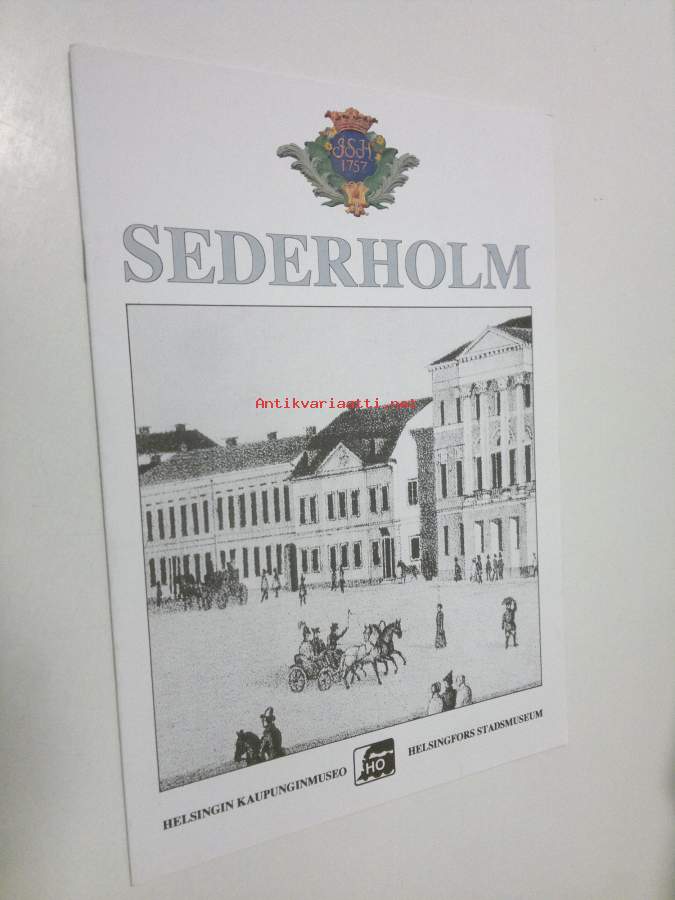 JSH
1757
SEDERHOLM
Antikvariaatti.net
HELSINGIN KAUPUNGINMUSEO
HO
HELSINGFORS STADSMUSEUM